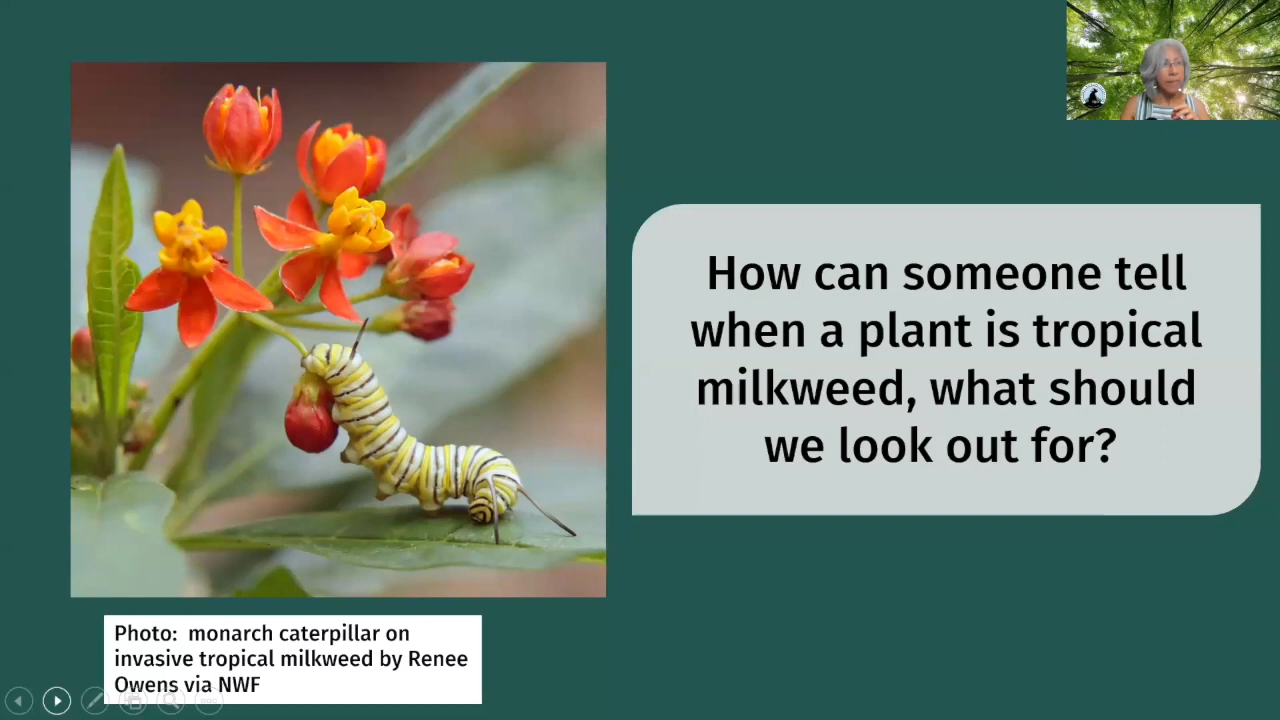 How can someone tell
when a plant is tropical
milkweed, what should
we look out for?
Photo:  monarch caterpillar on
invasive tropical milkweed by Renee
Owens via NWF